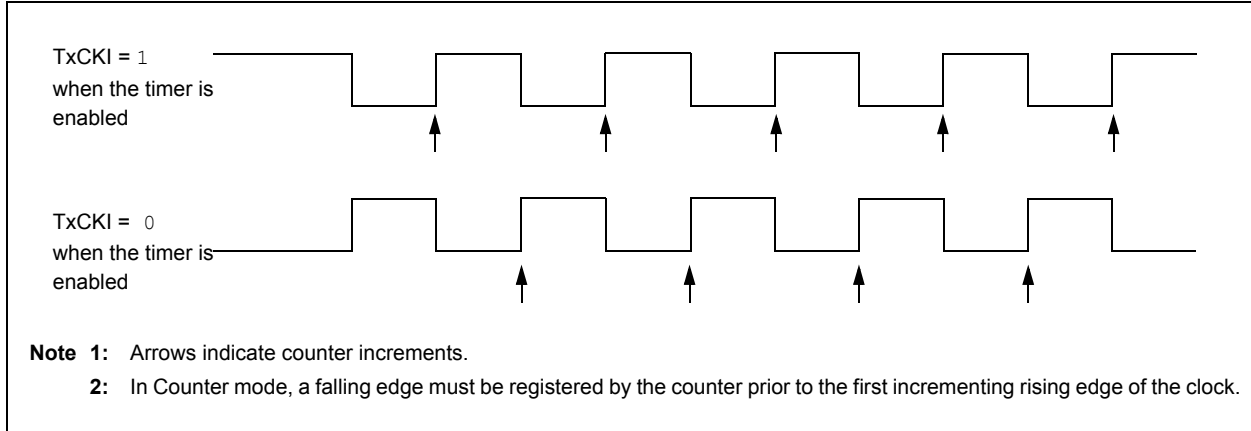 TxCKI = 1
when the timer is
enabled
TxCKI = 0
when the timer is
enabled
Note 1: Arrows indicate counter increments.
2: In Counter mode, a falling edge must be registered by the counter prior to the first incrementing rising edge of the clock.